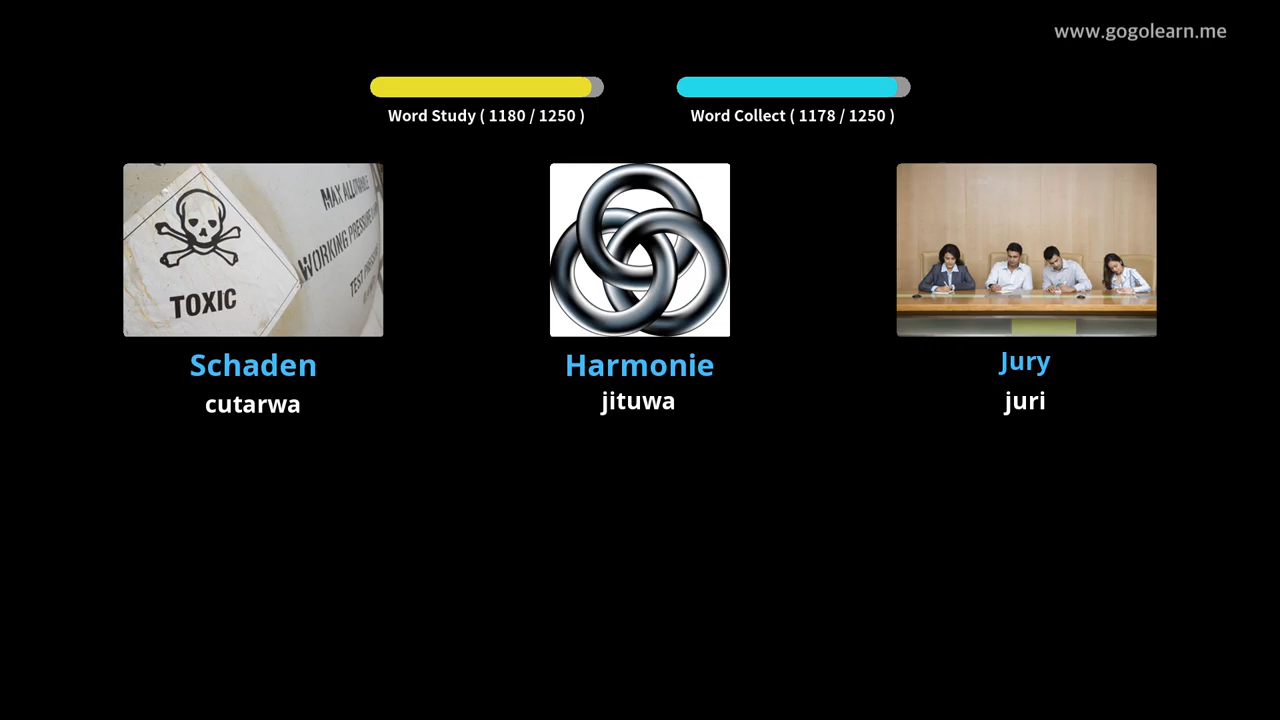 www.gogolearn.me
Word Study ( 1180 / 1250 )
Word Collect ( 1178 / 1250 )
TOXIC
MAX ALLOWABLE
WORKING PRESSURE
Schaden
cutarwa
Harmonie
jituwa
Jury
juri